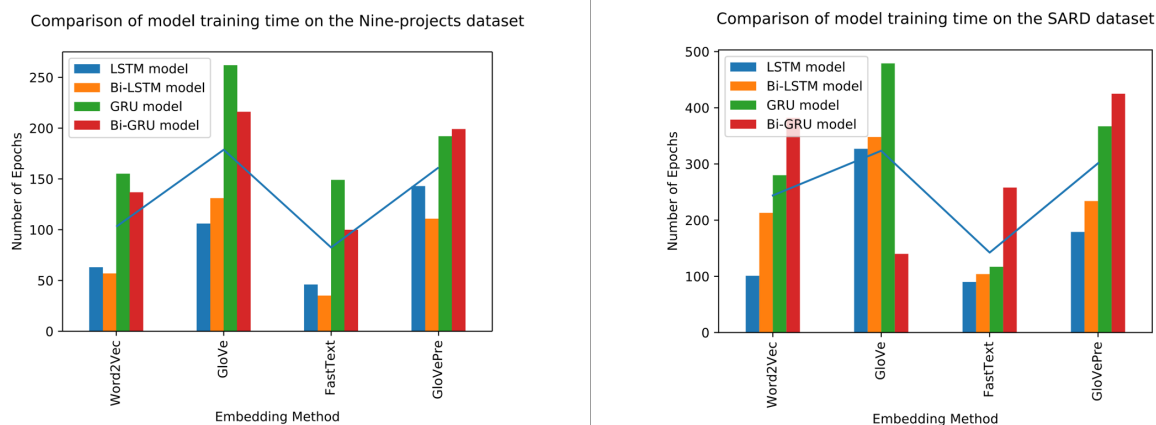 Comparison of model training time on the Nine-projects dataset
LSTM model
Bi-LSTM model
GRU model
Bi-GRU model
250
200
150
100
50
0
Number of Epochs
Word2Vec
GloVe
FastText
GloVePre
Embedding Method
Comparison of model training time on the SARD dataset
LSTM model
Bi-LSTM model
GRU model
Bi-GRU model
500
400
300
200
100
0
Number of Epochs
Word2Vec
GloVe
FastText
GloVePre
Embedding Method